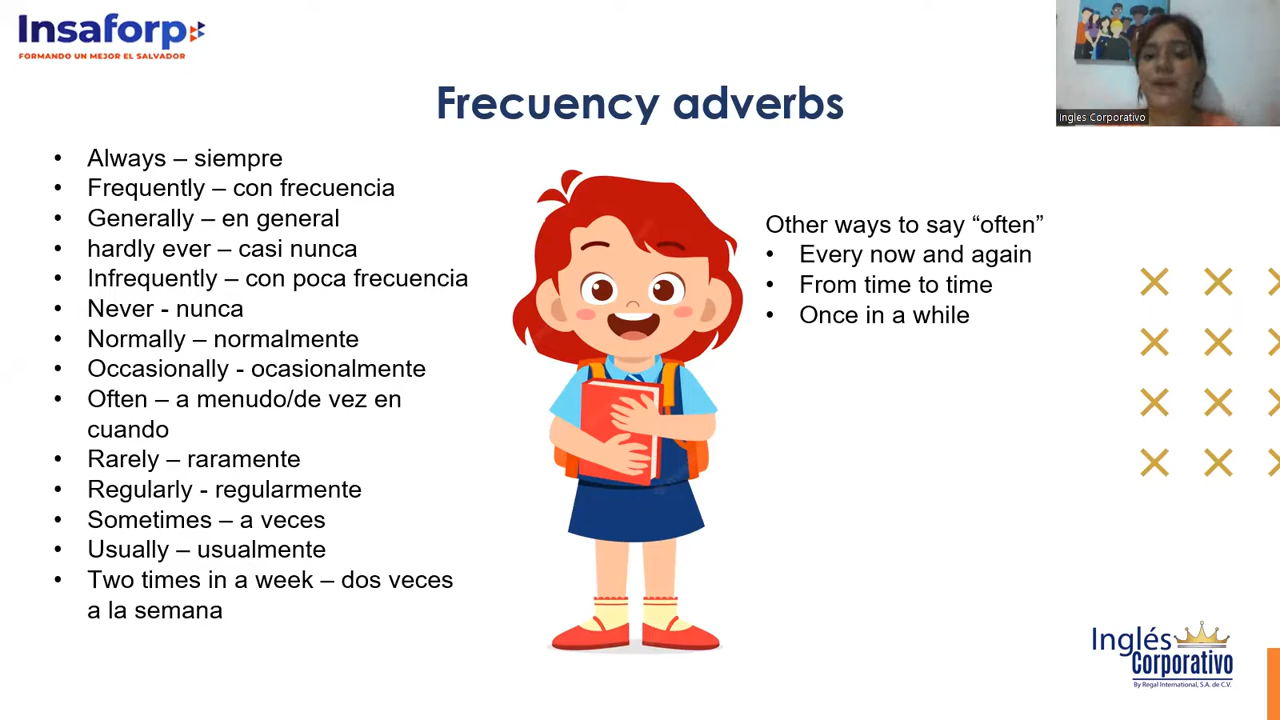 Insaforp
FORMANDO UN MEJOR EL SALVADOR
Ingles Corporativo
Frecuency adverbs
• Always – siempre
• Frequently – con frecuencia
• Generally – en general
• hardly ever – casi nunca
• Infrequently – con poca frecuencia
• Never - nunca
• Normally – normalmente
• Occasionally - ocasionalmente
• Often – a menudo/de vez en
cuando
• Rarely – raramente
• Regularly - regularmente
• Sometimes – a veces
• Usually – usualmente
• Two times in a week – dos veces
a la semana
Other ways to say “often”
• Every now and again
• From time to time
• Once in a while
Inglés
Corporativo
By Regal International, S.A. de C.V.